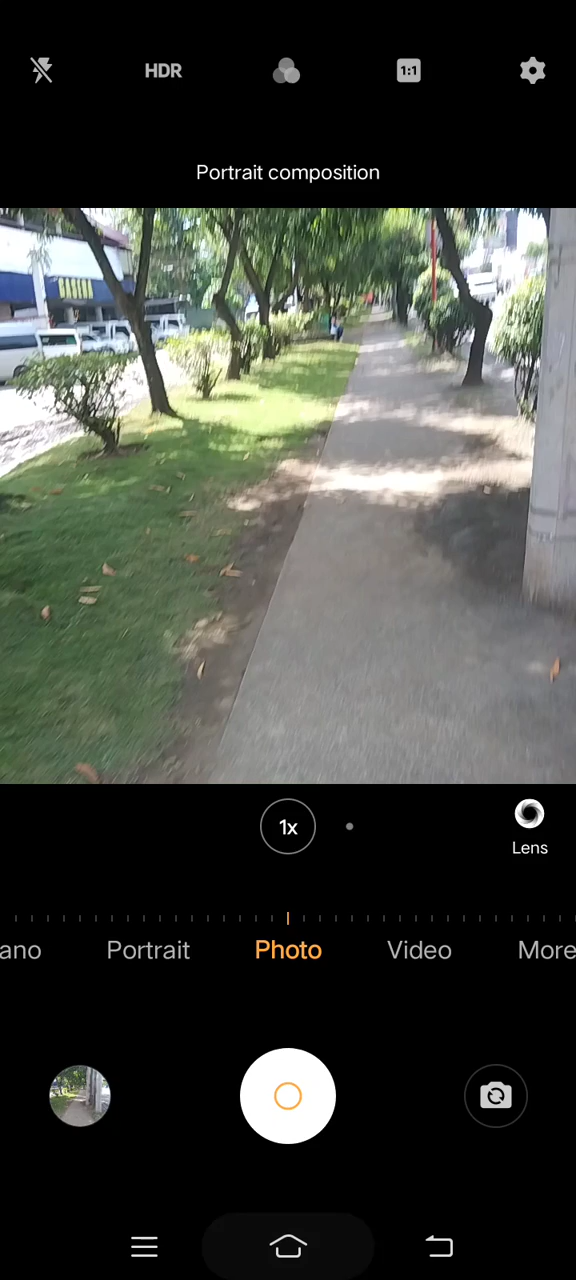 HDR
1:1
Portrait composition
1x
Lens
ano
Portrait
Photo
Video
More